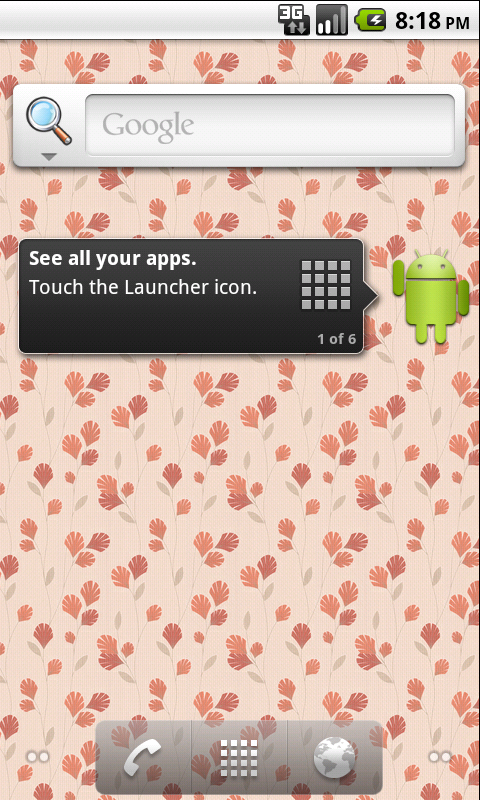 3G
8:18 PM
Google
See all your apps.
Touch the Launcher icon.
1 of 6